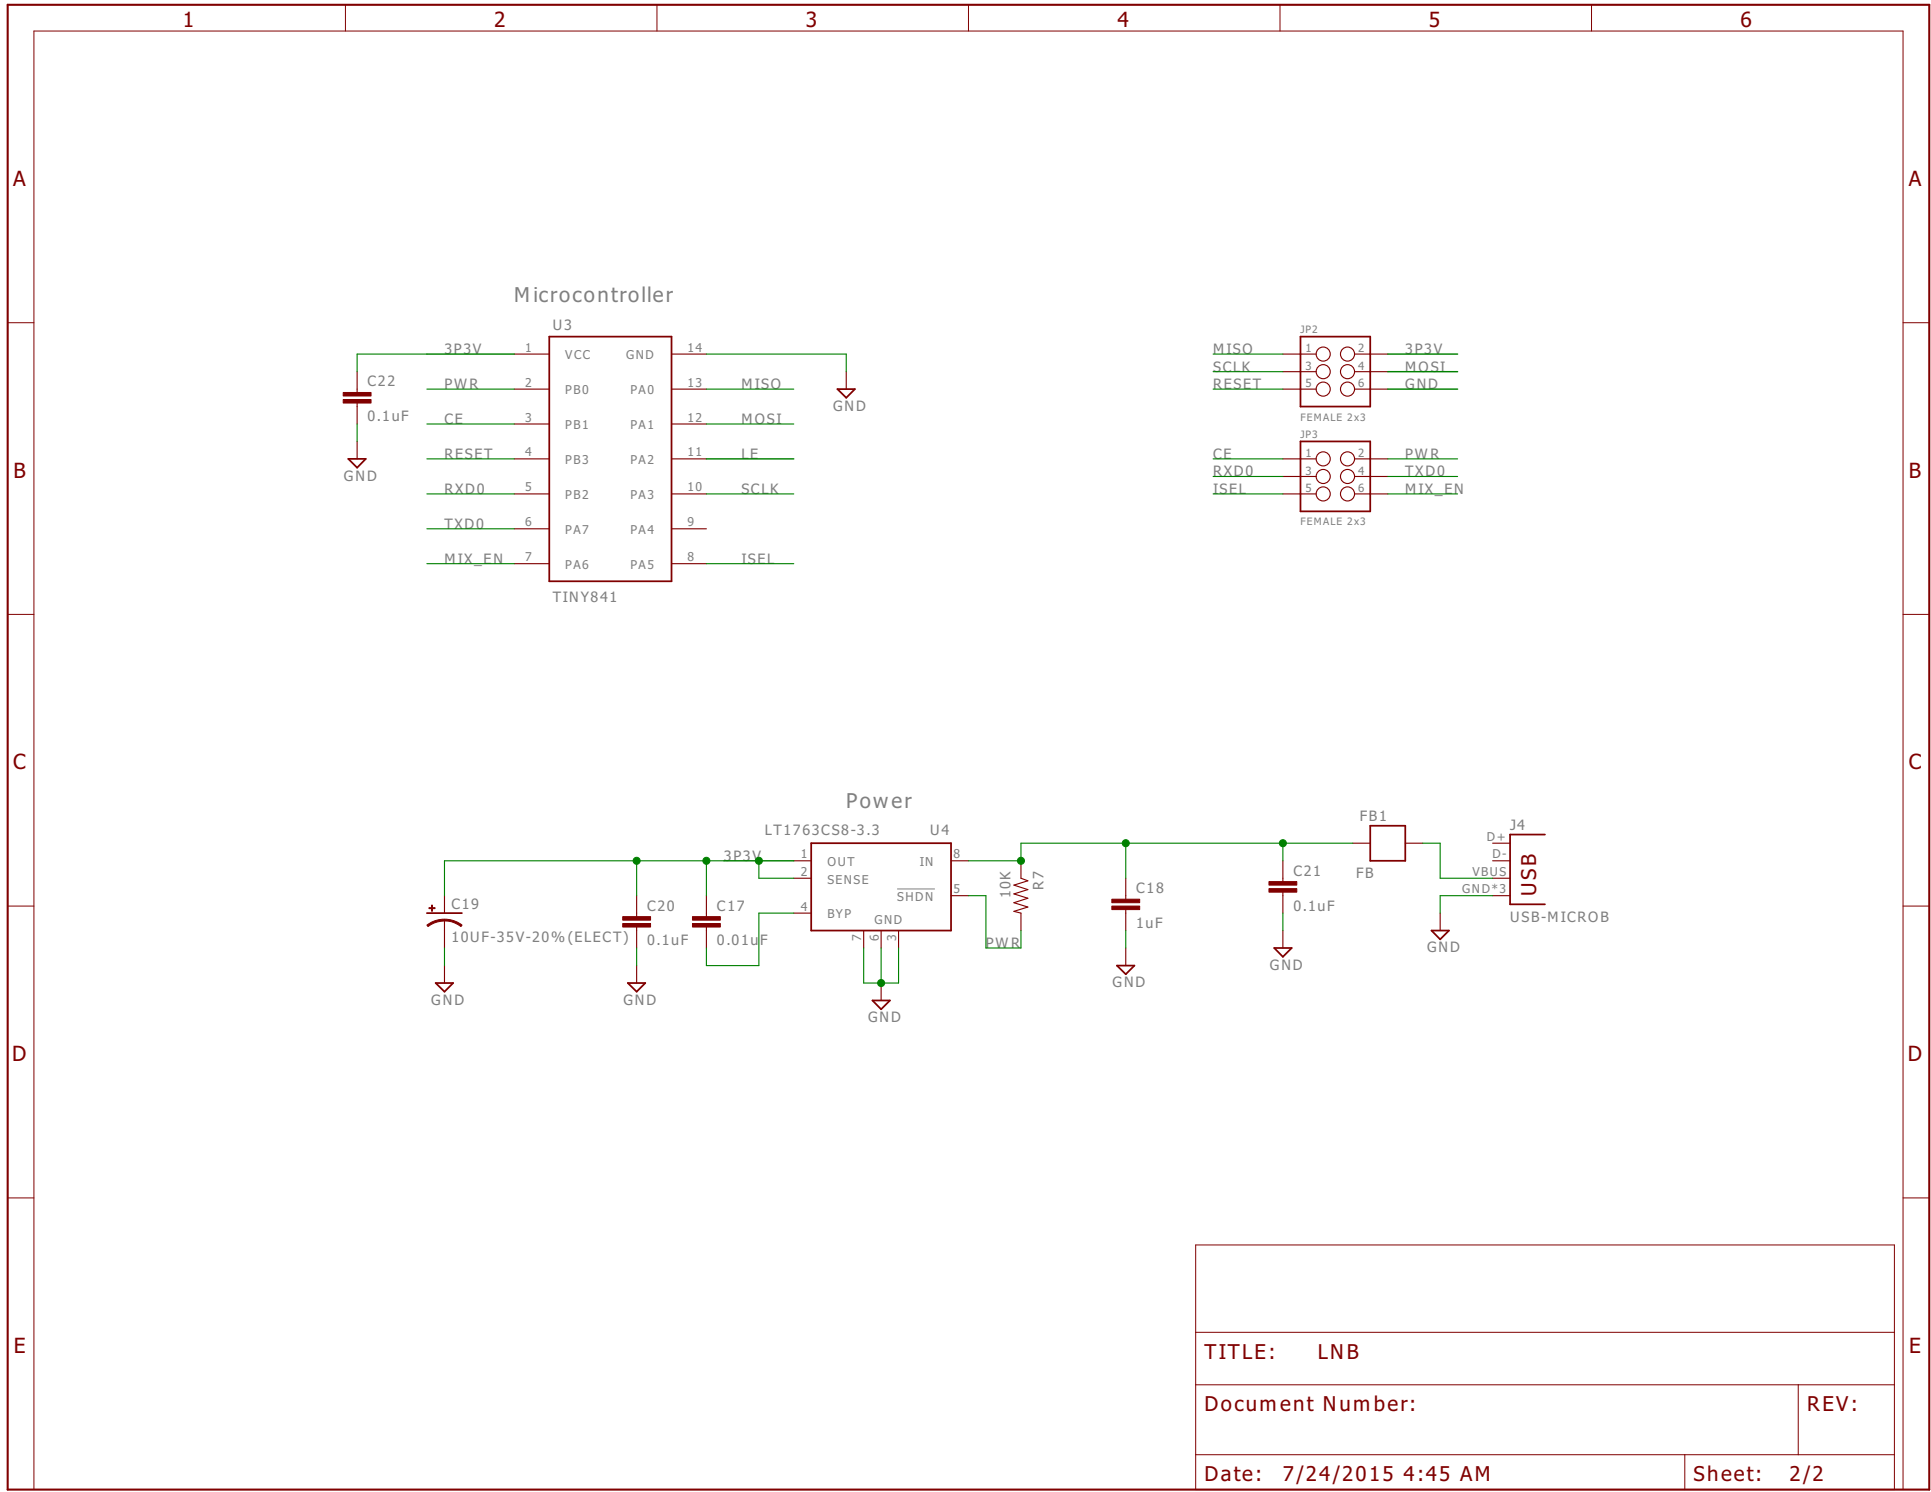 1 2 3 4 5 6
A A
B B
C C
D D
E E
Microcontroller
U3
3P3V 1 VCC GND 14
PWR 2 PB0 PA0 13 MISO
CE 3 PB1 PA1 12 MOSI
RESET 4 PB3 PA2 11 LE
RXD0 5 PB2 PA3 10 SCLK
TXD0 6 PA7 PA4 9
MIX_EN 7 PA6 PA5 8 ISEL
TINY841
C22
0.1uF
GND
GND
JP2
MISO 1 2 3P3V
SCLK 3 4 MOSI
RESET 5 6 GND
FEMALE 2x3
JP3
CE 1 2 PWR
RXD0 3 4 TXD0
ISEL 5 6 MIX_EN
FEMALE 2x3
Power
LT1763CS8-3.3 U4
3P3V 1 OUT IN 8
2 SENSE
SHDN 5
4 BYP
GND
7 6 3
GND
C19
10UF-35V-20%(ELECT)
GND
C20
0.1uF
GND
C17
0.01uF
10K R7
PWR
C18
1uF
GND
C21
0.1uF
GND
FB1
FB
J4
D+
D-
VBUS
GND*3
USB
USB-MICROB
GND
TITLE: LNB
Document Number:
REV:
Date: 7/24/2015 4:45 AM
Sheet: 2/2